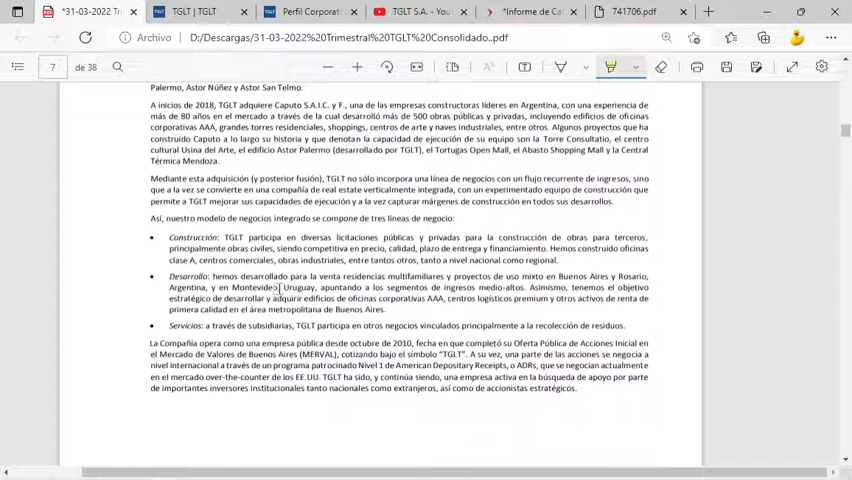 *31-03-2022 Tri
TGLT | TGLT
Perfil Corporat
TGLT S.A. - You
*Informe de Cal
741706.pdf
Archivo
D:/Descargas/31-03-2022%20Trimestral%20TGLT%20Consolidado..pdf
7
de 38
Palermo, Astor Núñez y Astor San Telmo.
A inicios de 2018, TGLT adquiere Caputo S.A.I.C. y F., una de las empresas constructoras líderes en Argentina, con una experiencia de
más de 80 años en el mercado a través de la cual desarrolló más de 500 obras públicas y privadas, incluyendo edificios de oficinas
corporativas AAA, grandes torres residenciales, shoppings, centros de arte y naves industriales, entre otros. Algunos proyectos que ha
construido Caputo a lo largo su historia y que denotan la capacidad de ejecución de su equipo son la Torre Consultatio, el centro
cultural Usina del Arte, el edificio Astor Palermo (desarrollado por TGLT), el Tortugas Open Mall, el Abasto Shopping Mall y la Central
Térmica Mendoza.
Mediante esta adquisición (y posterior fusión), TGLT no sólo incorpora una línea de negocios con un flujo recurrente de ingresos, sino
que a la vez se convierte en una compañía de real estate verticalmente integrada, con un experimentado equipo de construcción que
permite a TGLT mejorar sus capacidades de ejecución y a la vez capturar márgenes de construcción en todos sus desarrollos.
Así, nuestro modelo de negocios integrado se compone de tres líneas de negocio:
• Construcción: TGLT participa en diversas licitaciones públicas y privadas para la construcción de obras para terceros,
principalmente obras civiles, siendo competitiva en precio, calidad, plazo de entrega y financiamiento. Hemos construido oficinas
clase A, centros comerciales, obras industriales, entre tantos otros, tanto a nivel nacional como regional.
• Desarrollo: hemos desarrollado para la venta residencias multifamiliares y proyectos de uso mixto en Buenos Aires y Rosario,
Argentina, y en Montevideo, Uruguay, apuntando a los segmentos de ingresos medio-altos. Asimismo, tenemos el objetivo
estratégico de desarrollar y adquirir edificios de oficinas corporativas AAA, centros logísticos premium y otros activos de renta de
primera calidad en el área metropolitana de Buenos Aires.
• Servicios: a través de subsidiarias, TGLT participa en otros negocios vinculados principalmente a la recolección de residuos.
La Compañía opera como una empresa pública desde octubre de 2010, fecha en que completó su Oferta Pública de Acciones Inicial en
el Mercado de Valores de Buenos Aires (MERVAL), cotizando bajo el símbolo “TGLT”. A su vez, una parte de las acciones se negocia a
nivel internacional a través de un programa patrocinado Nivel 1 de American Depositary Receipts, o ADRs, que se negocian actualmente
en el mercado over-the-counter de los EE.UU. TGLT ha sido, y continúa siendo, una empresa activa en la búsqueda de apoyo por parte
de importantes inversores institucionales tanto nacionales como extranjeros, así como de accionistas estratégicos.